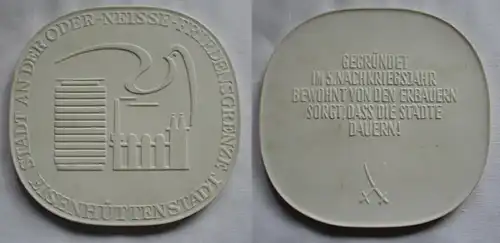 STADT AN DER ODER-NEISSE-FRIEDENSGRENZE
EISENHÜTTENSTADT
GEGRÜNDET
IM 5. NACHKRIEGSJAHR
BEWOHNT VON DEN ERBAUERN
SORGT, DASS DIE STÄDTE
DAUERN!